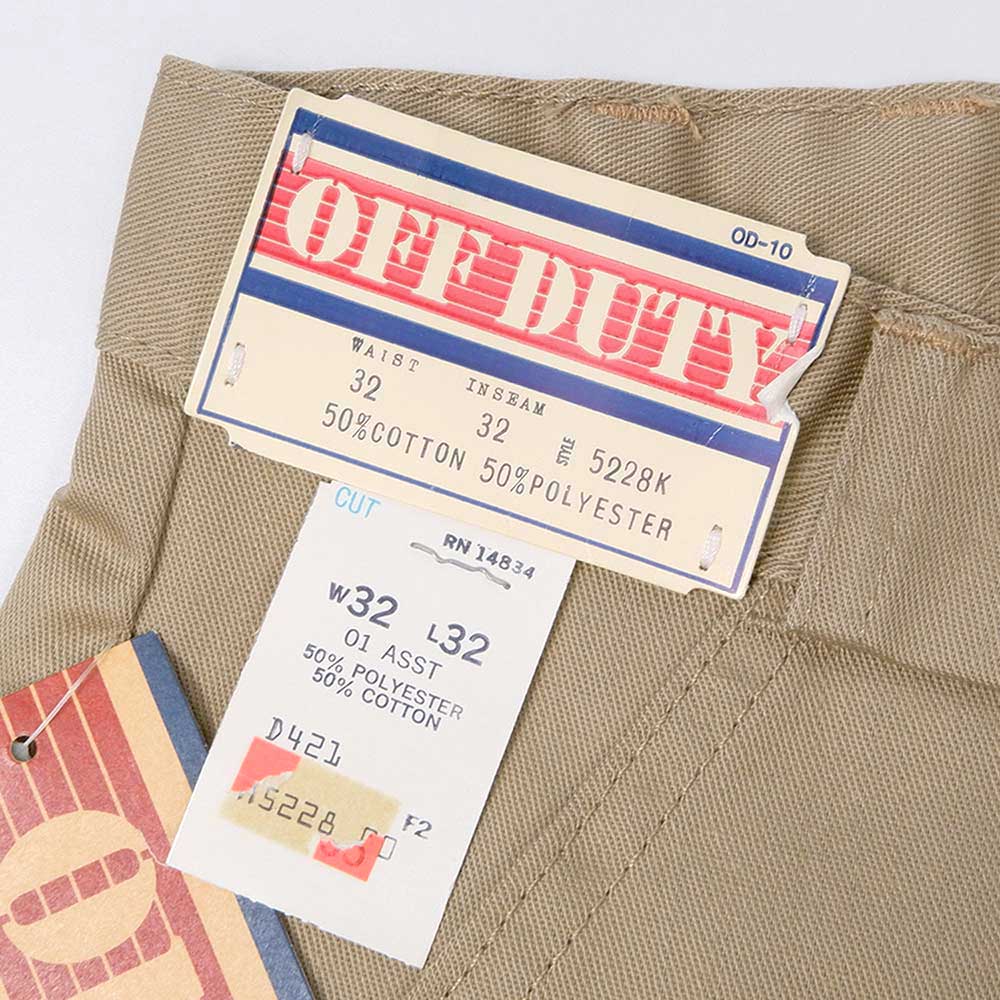 OD-10
OFF DUTY
WAIST INSEAM
32 32 STYLE 5228K
50%COTTON 50%POLYESTER
CUT
RN 14834
W32 L32
01 ASST
50% POLYESTER
50% COTTON
D421
5228
F2